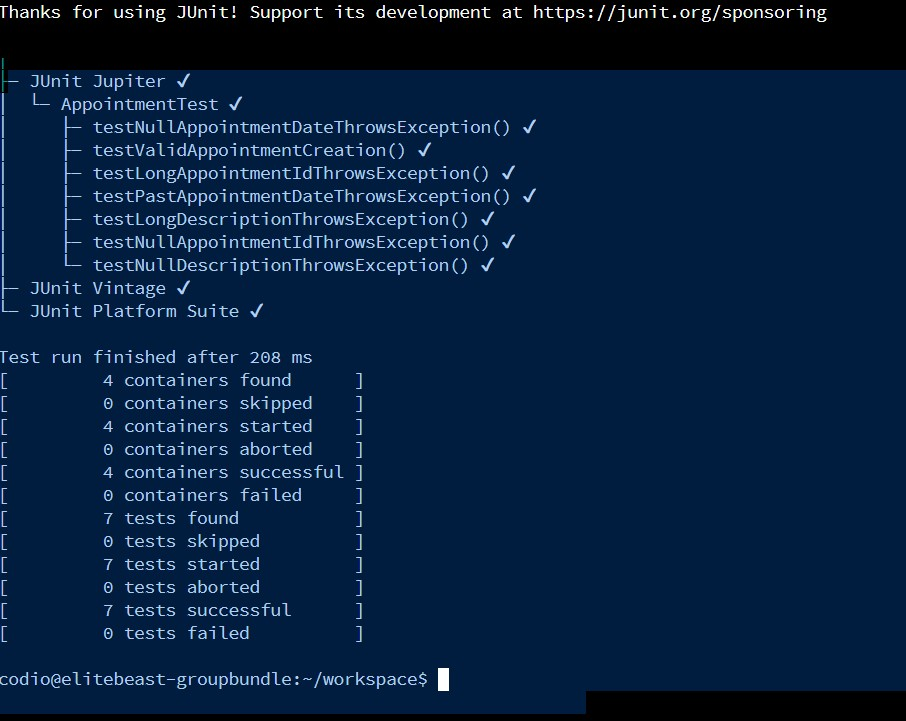 Thanks for using JUnit! Support its development at https://junit.org/sponsoring
├─ JUnit Jupiter ✔
│  └─ AppointmentTest ✔
│     ├─ testNullAppointmentDateThrowsException() ✔
│     ├─ testValidAppointmentCreation() ✔
│     ├─ testLongAppointmentIdThrowsException() ✔
│     ├─ testPastAppointmentDateThrowsException() ✔
│     ├─ testLongDescriptionThrowsException() ✔
│     ├─ testNullAppointmentIdThrowsException() ✔
│     └─ testNullDescriptionThrowsException() ✔
├─ JUnit Vintage ✔
└─ JUnit Platform Suite ✔
Test run finished after 208 ms
[         4 containers found      ]
[         0 containers skipped    ]
[         4 containers started    ]
[         0 containers aborted    ]
[         4 containers successful ]
[         0 containers failed     ]
[         7 tests found           ]
[         0 tests skipped         ]
[         7 tests started         ]
[         0 tests aborted         ]
[         7 tests successful      ]
[         0 tests failed          ]
codio@elitebeast-groupbundle:~/workspace$